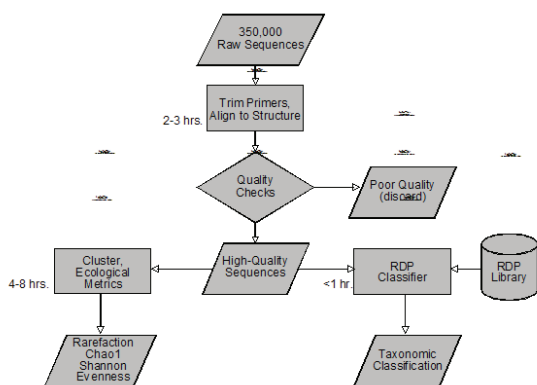 350,000
Raw Sequences
2-3 hrs.
Trim Primers,
Align to Structure
Quality
Checks
Poor Quality
(discard)
Cluster,
Ecological
Metrics
4-8 hrs.
High-Quality
Sequences
<1 hr.
RDP
Classifier
RDP
Library
Rarefaction
Chao1
Shannon
Evenness
Taxonomic
Classification